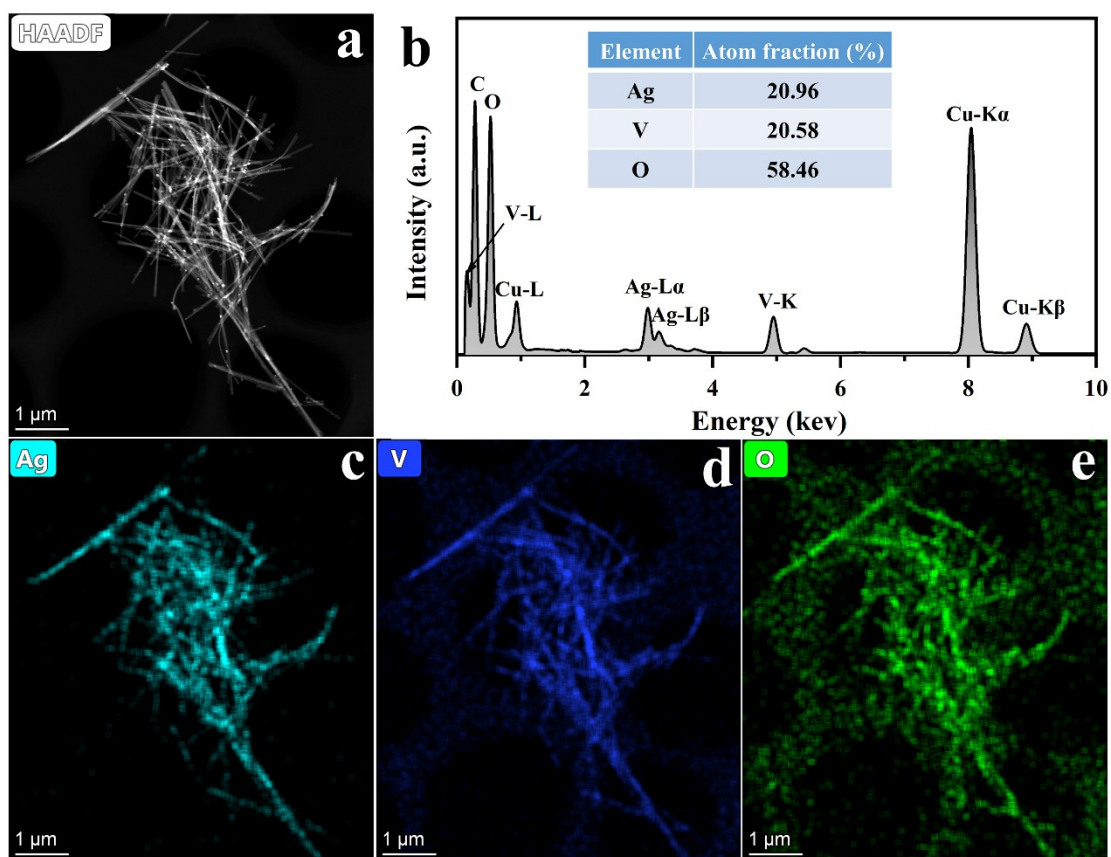 HAADF
a
1 μm
b
Element Atom fraction (%)
Ag 20.96
V 20.58
O 58.46
C
O
V-L
Cu-L
Ag-Lα
Ag-Lβ
V-K
Cu-Kα
Cu-Kβ
Intensity (a.u.)
0 2 4 6 8 10
Energy (kev)
Ag
c
1 μm
V
d
1 μm
O
e
1 μm